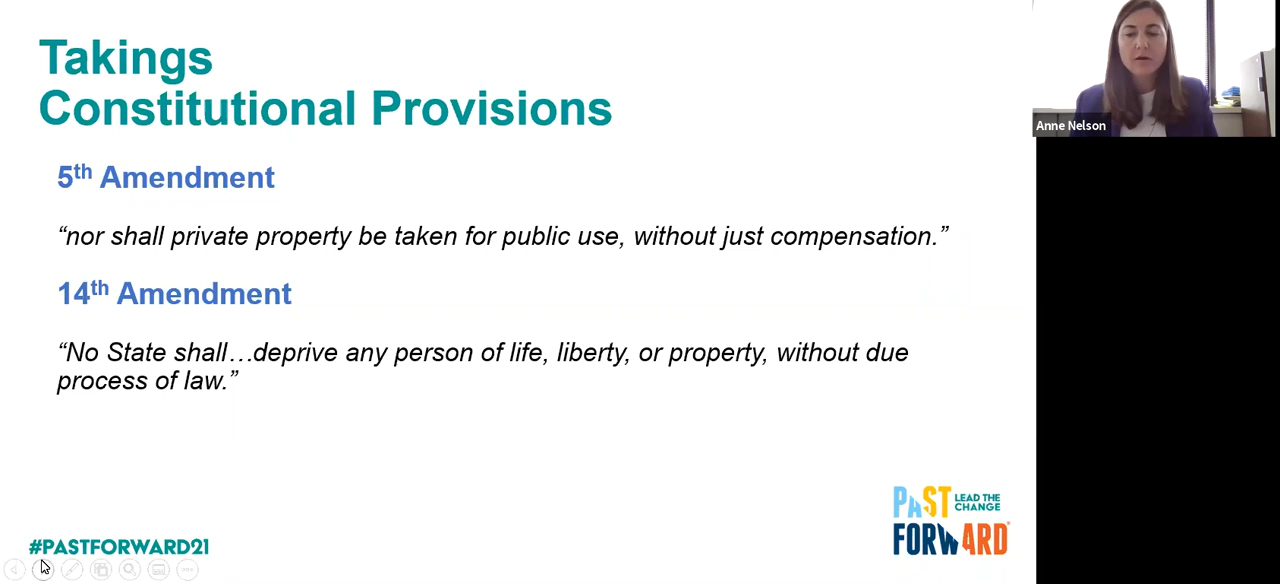 Takings
Constitutional Provisions
5th Amendment
“nor shall private property be taken for public use, without just compensation.”
14th Amendment
“No State shall…deprive any person of life, liberty, or property, without due
process of law.”
#PASTFORWARD21
PAST LEAD THE
CHANGE
FORWARD®
Anne Nelson